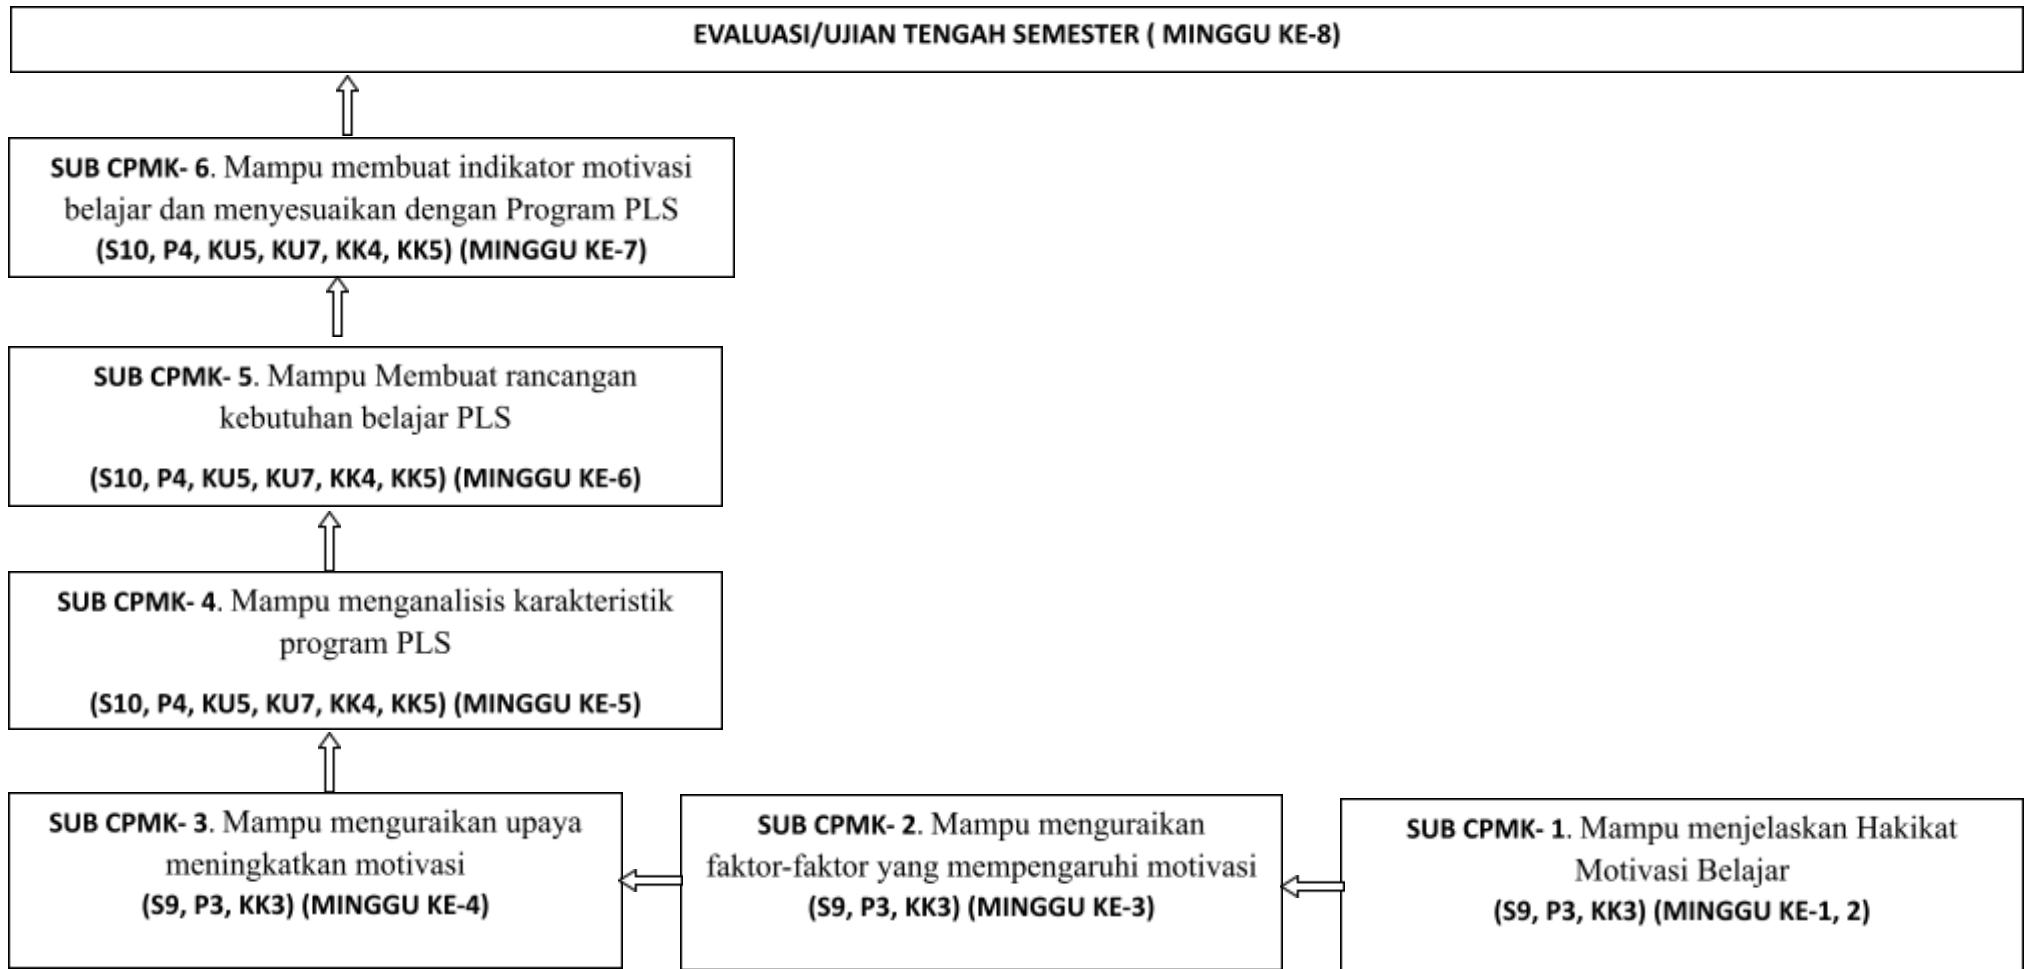 EVALUASI/UJIAN TENGAH SEMESTER ( MINGGU KE-8)
SUB CPMK- 6. Mampu membuat indikator motivasi
belajar dan menyesuaikan dengan Program PLS
(S10, P4, KU5, KU7, KK4, KK5) (MINGGU KE-7)
SUB CPMK- 5. Mampu Membuat rancangan
kebutuhan belajar PLS
(S10, P4, KU5, KU7, KK4, KK5) (MINGGU KE-6)
SUB CPMK- 4. Mampu menganalisis karakteristik
program PLS
(S10, P4, KU5, KU7, KK4, KK5) (MINGGU KE-5)
SUB CPMK- 3. Mampu menguraikan upaya
meningkatkan motivasi
(S9, P3, KK3) (MINGGU KE-4)
SUB CPMK- 2. Mampu menguraikan
faktor-faktor yang mempengaruhi motivasi
(S9, P3, KK3) (MINGGU KE-3)
SUB CPMK- 1. Mampu menjelaskan Hakikat
Motivasi Belajar
(S9, P3, KK3) (MINGGU KE-1, 2)